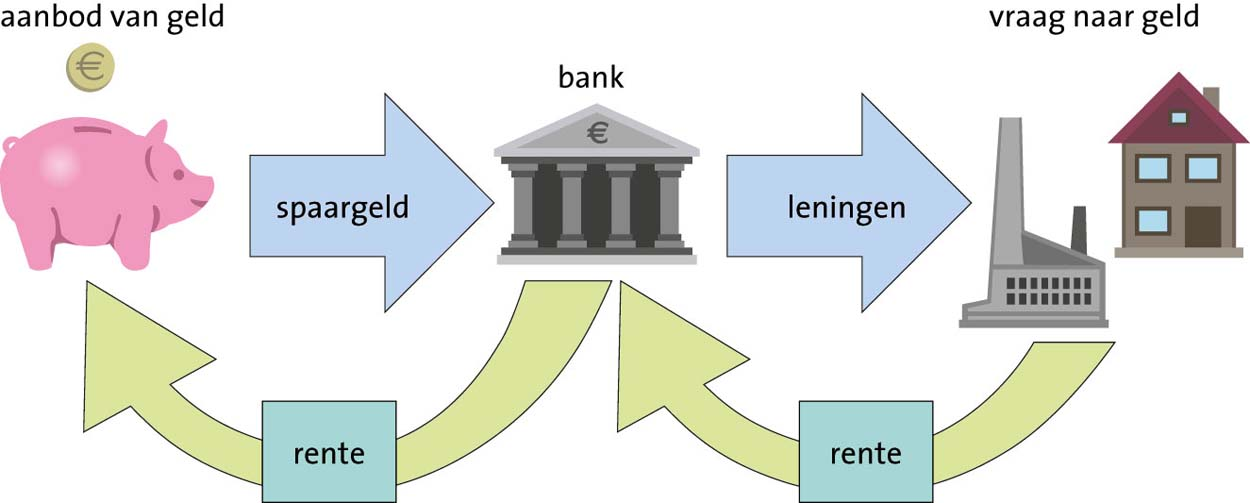 aanbod van geld
vraag naar geld
€
bank
€
spaargeld
leningen
rente
rente